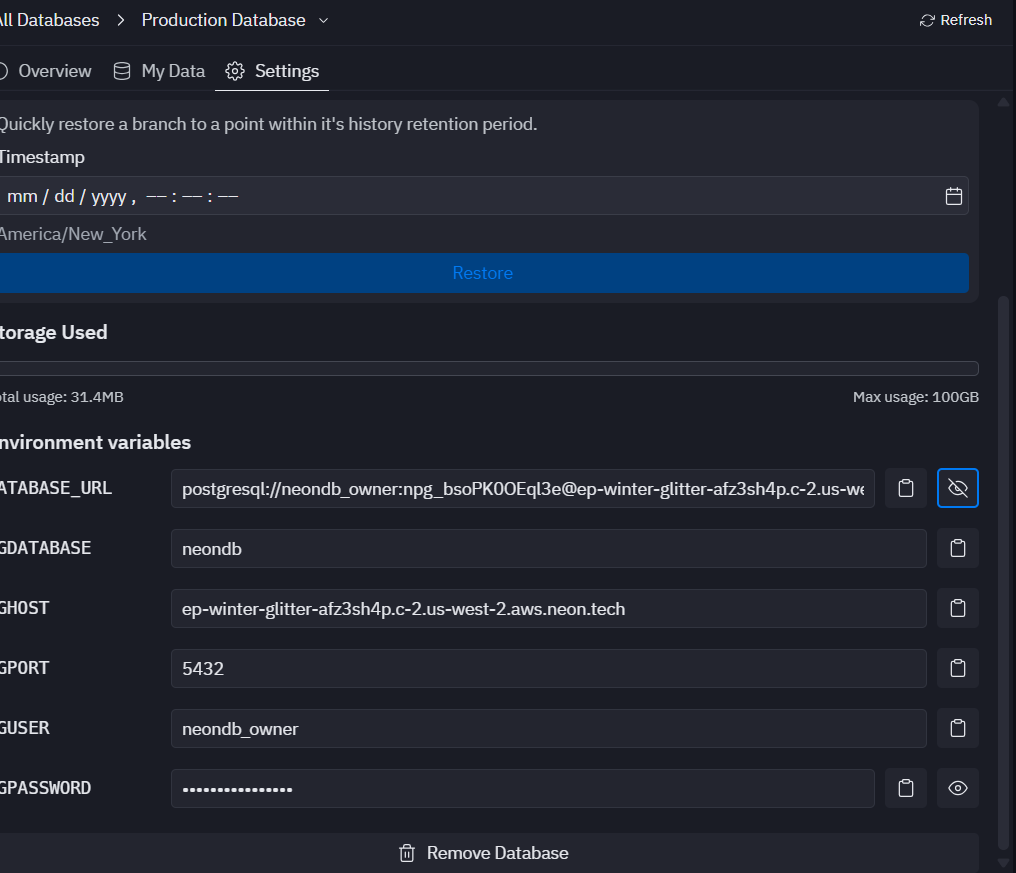 All Databases > Production Database
Refresh
Overview My Data Settings
Quickly restore a branch to a point within it's history retention period.
Timestamp
mm / dd / yyyy , –– : –– : ––
America/New_York
Restore
torage Used
otal usage: 31.4MB Max usage: 100GB
nvironment variables
ATABASE_URL postgresql://neondb_owner:npg_bsoPK0OEql3e@ep-winter-glitter-afz3sh4p.c-2.us-we
GDATABASE neondb
GHOST ep-winter-glitter-afz3sh4p.c-2.us-west-2.aws.neon.tech
GPORT 5432
GUSER neondb_owner
GPASSWORD ••••••••••••••••
Remove Database